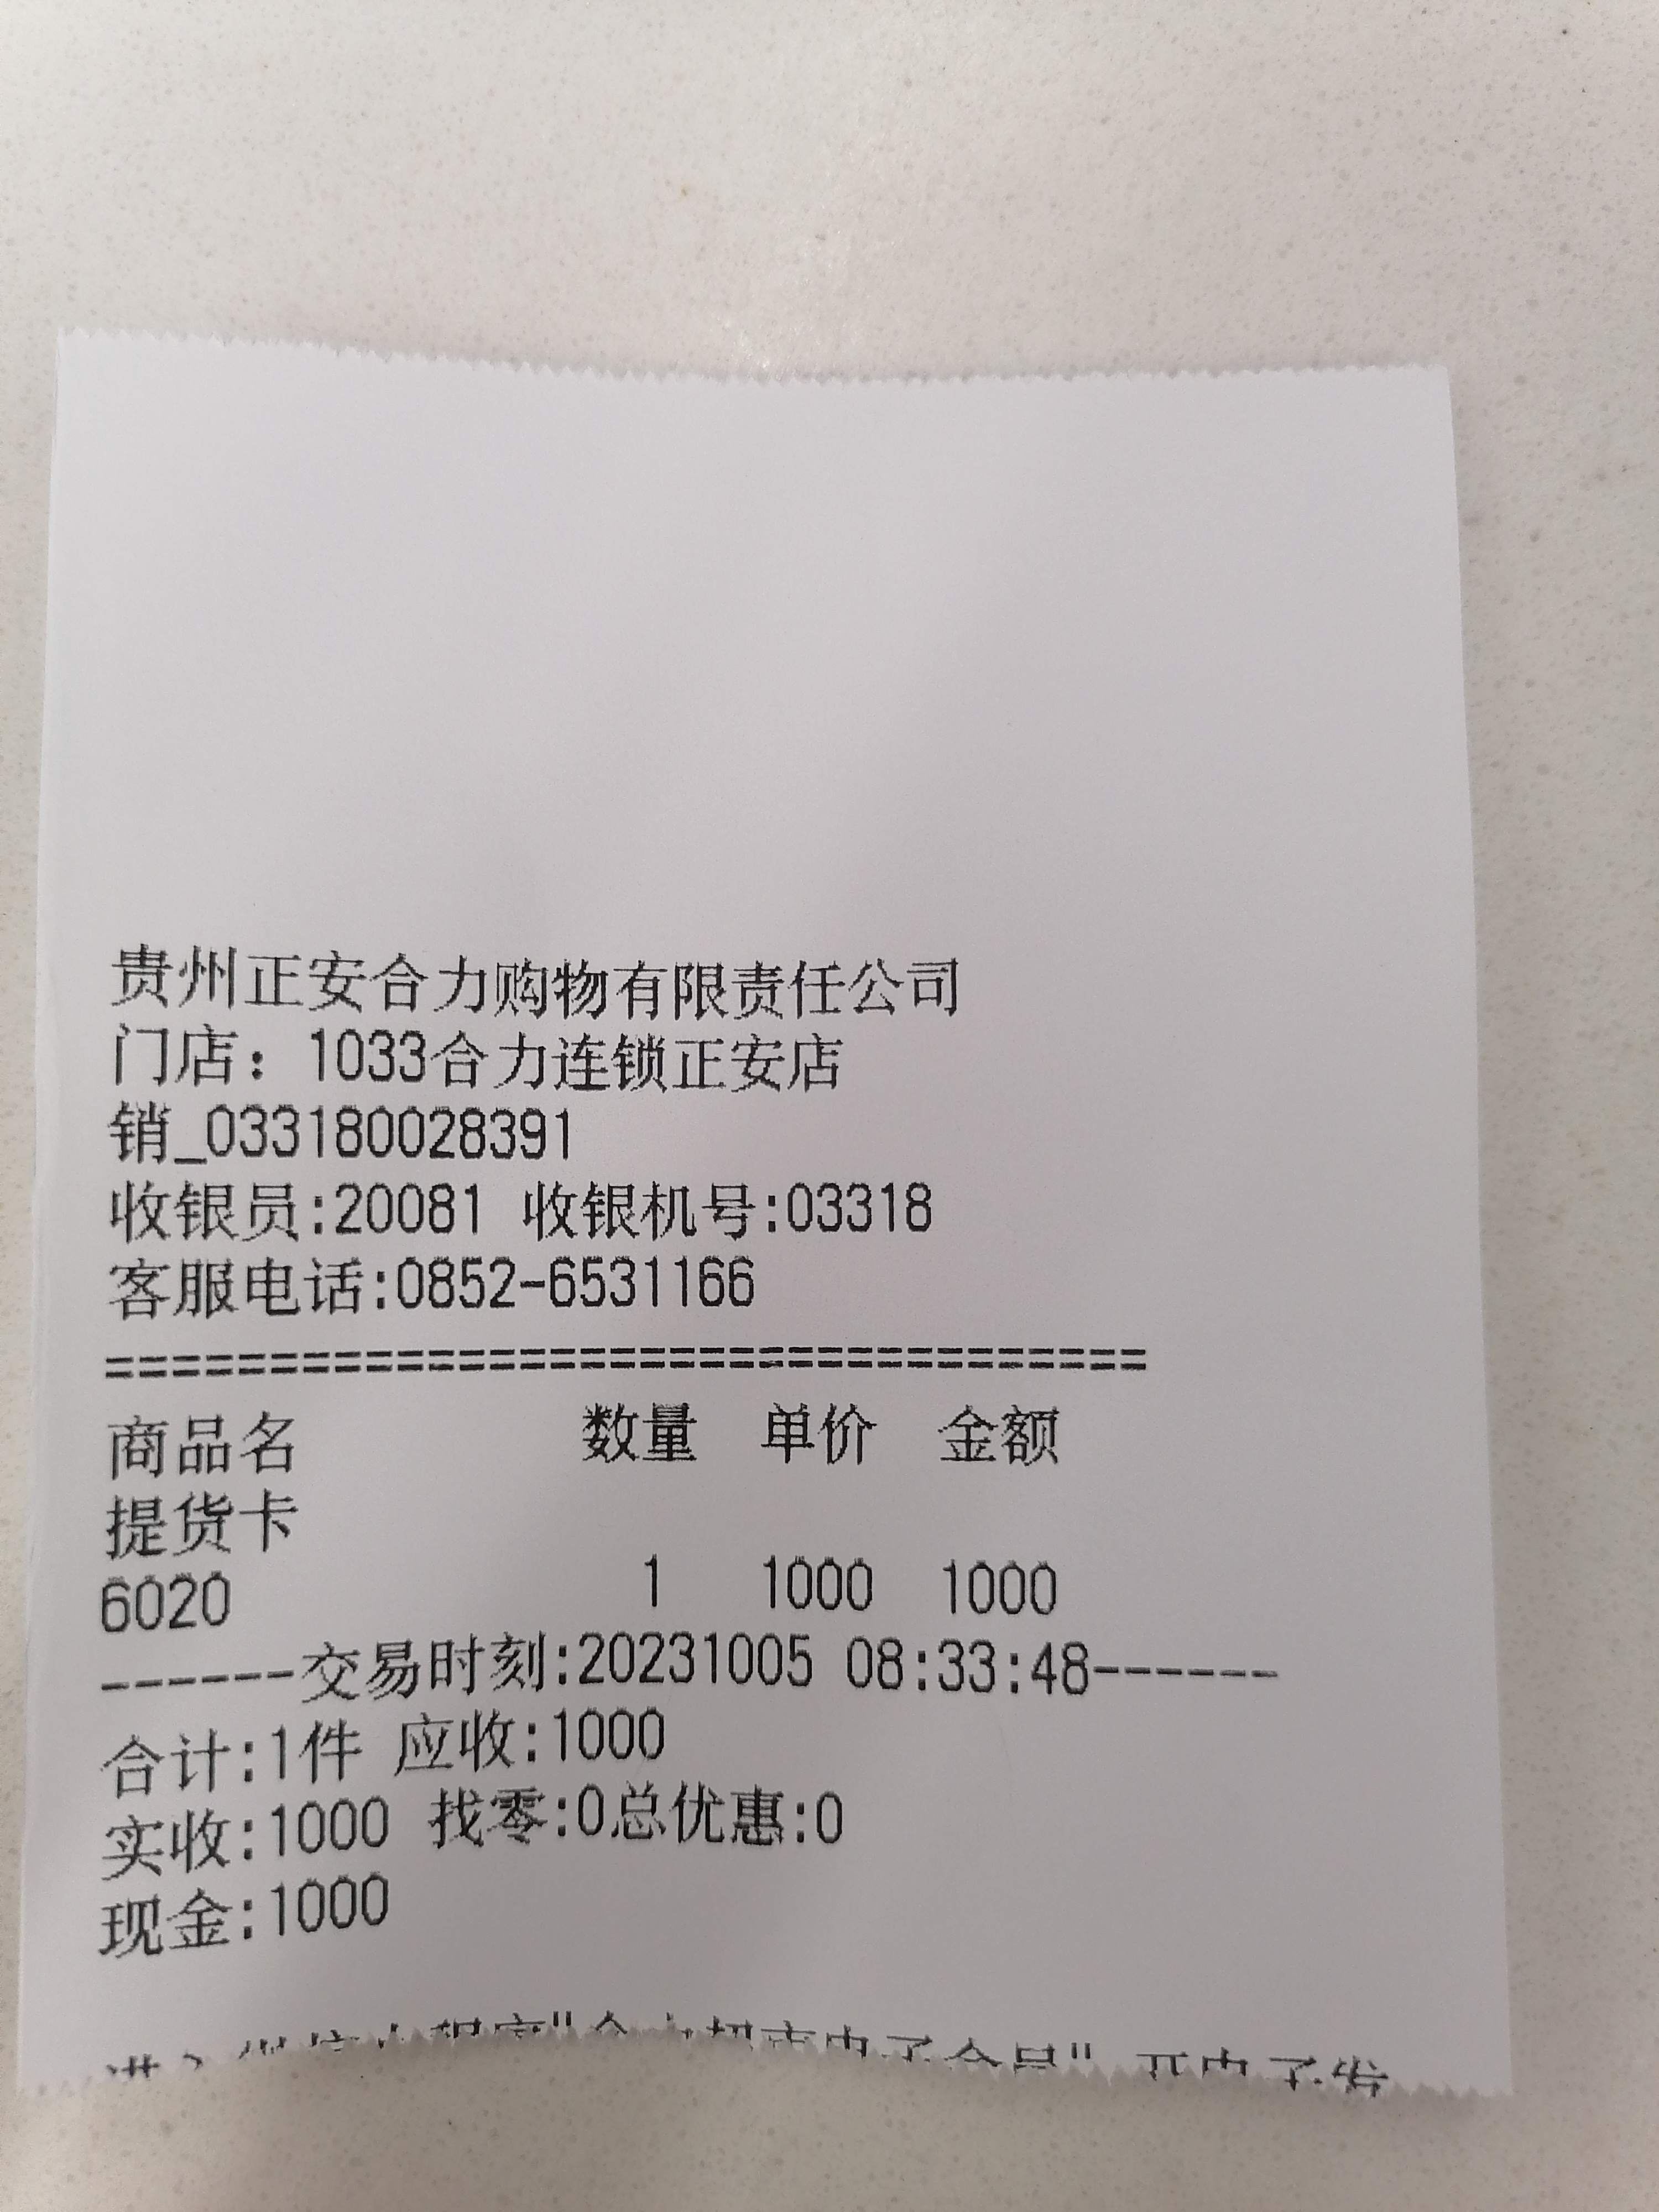 贵州正安合力购物有限责任公司
门店：1033合力连锁正安店
销_033180028391
收银员:20081 收银机号:03318
客服电话:0852-6531166
=================================
商品名 数量 单价 金额
提货卡
6020 1 1000 1000
------交易时刻:20231005 08:33:48------
合计:1件 应收:1000
实收:1000 找零:0总优惠:0
现金:1000